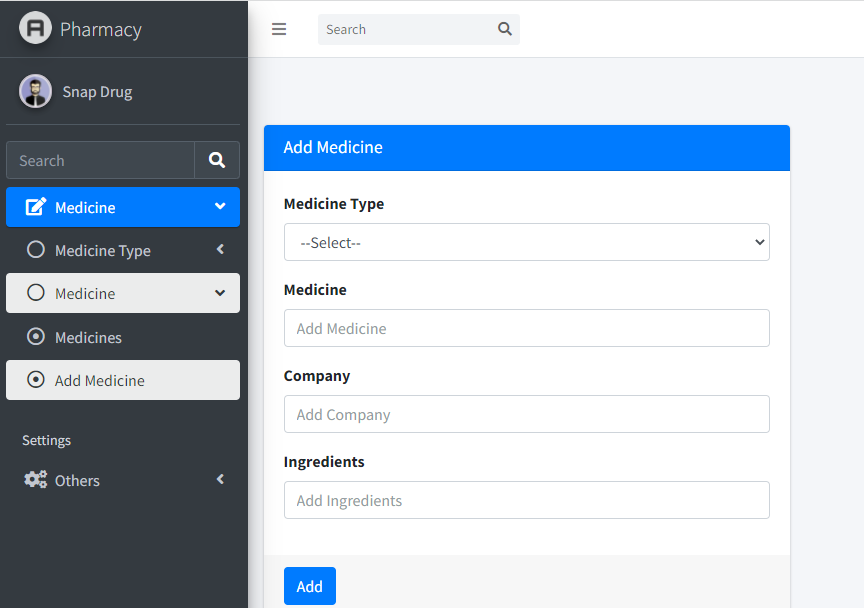 Pharmacy
Search
Snap Drug
Search
Medicine
Medicine Type
Medicine
Medicines
Add Medicine
Settings
Others
Add Medicine
Medicine Type
--Select--
Medicine
Add Medicine
Company
Add Company
Ingredients
Add Ingredients
Add